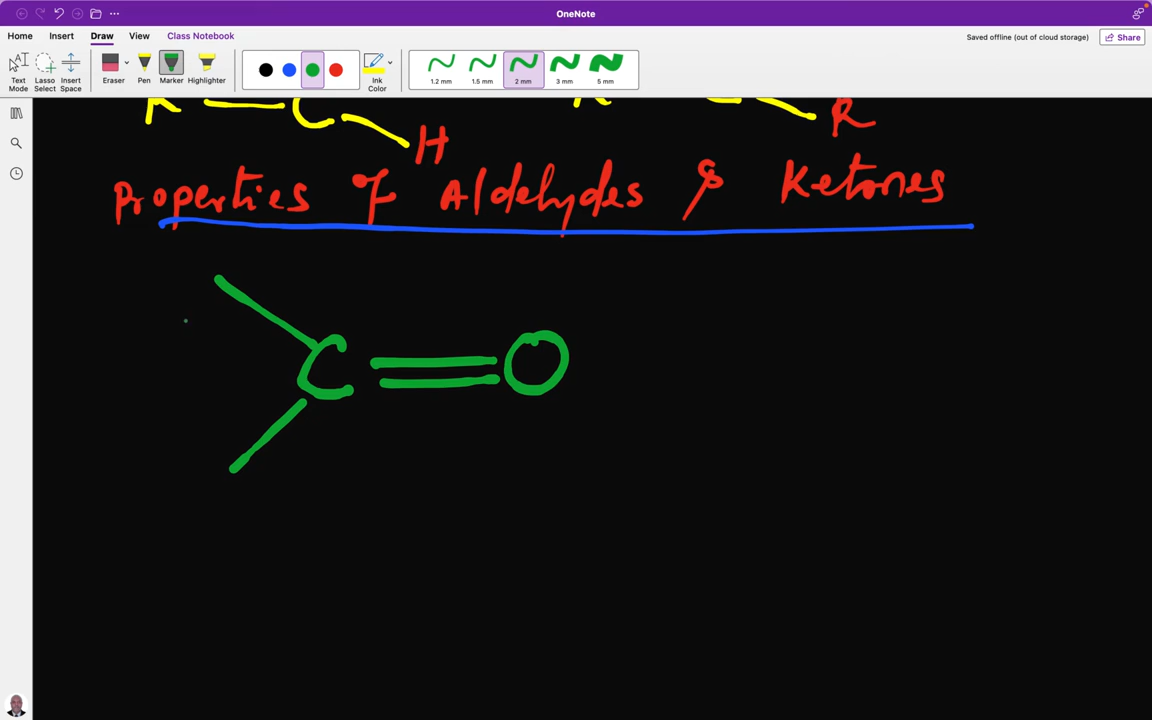 OneNote
Home Insert Draw View Class Notebook
Saved offline (out of cloud storage)
Share
Text Mode
Lasso Select
Insert Space
Eraser
Pen
Marker
Highlighter
Ink Color
1.2 mm
1.5 mm
2 mm
3 mm
5 mm
R C H
R
Properties of Aldehydes & Ketones
C = O